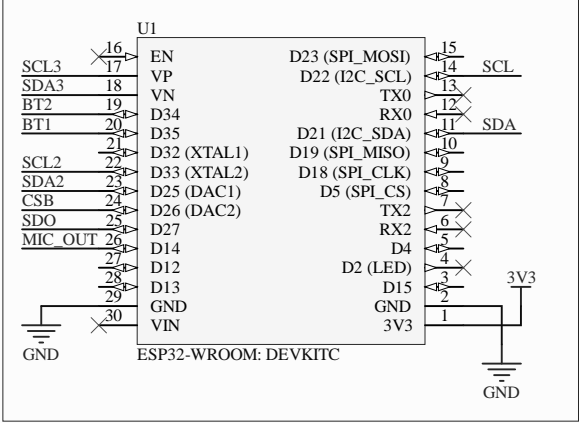 U1
16 EN D23 (SPI_MOSI) 15
SCL3 17 VP D22 (I2C_SCL) 14 SCL
SDA3 18 VN TX0 13
BT2 19 D34 RX0 12
BT1 20 D35 D21 (I2C_SDA) 11 SDA
21 D32 (XTAL1) D19 (SPI_MISO) 10
SCL2 22 D33 (XTAL2) D18 (SPI_CLK) 9
SDA2 23 D25 (DAC1) D5 (SPI_CS) 8
CSB 24 D26 (DAC2) TX2 7
SDO 25 D27 RX2 6
MIC_OUT 26 D14 D4 5
27 D12 D2 (LED) 4
28 D13 D15 3 3V3
29 GND GND 2
30 VIN 3V3 1
GND ESP32-WROOM: DEVKITC
GND